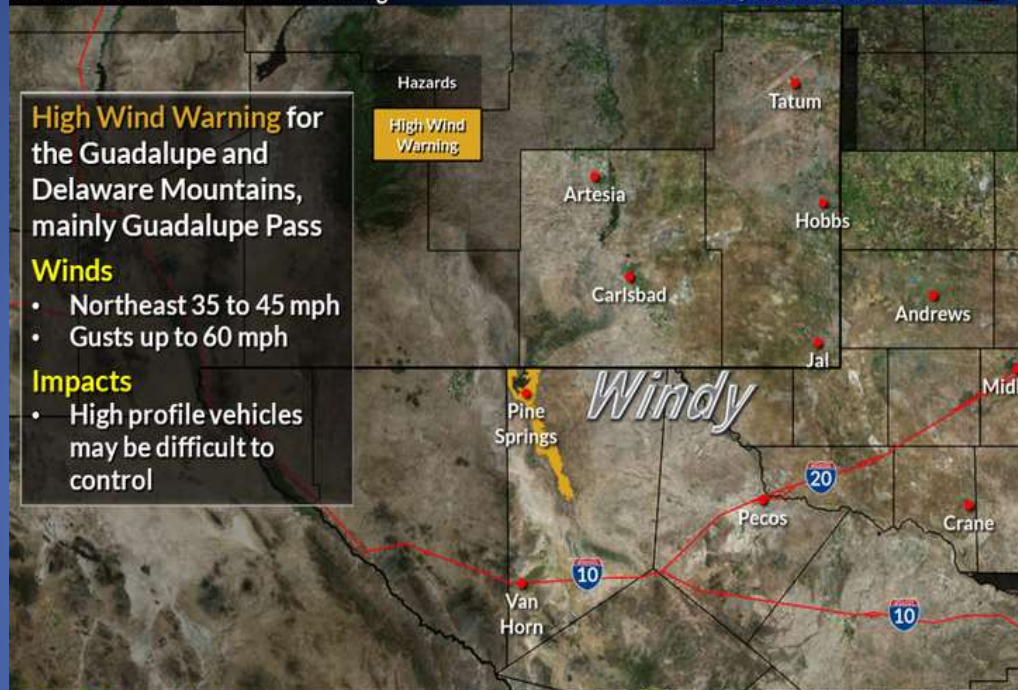 Hazards
High Wind
Warning
High Wind Warning for
the Guadalupe and
Delaware Mountains,
mainly Guadalupe Pass
Winds
• Northeast 35 to 45 mph
• Gusts up to 60 mph
Impacts
• High profile vehicles
may be difficult to
control
Tatum
Artesia
Hobbs
Carlsbad
Andrews
Jal
Windy
Pine
Springs
20
Pecos
Crane
10
Van
Horn
10